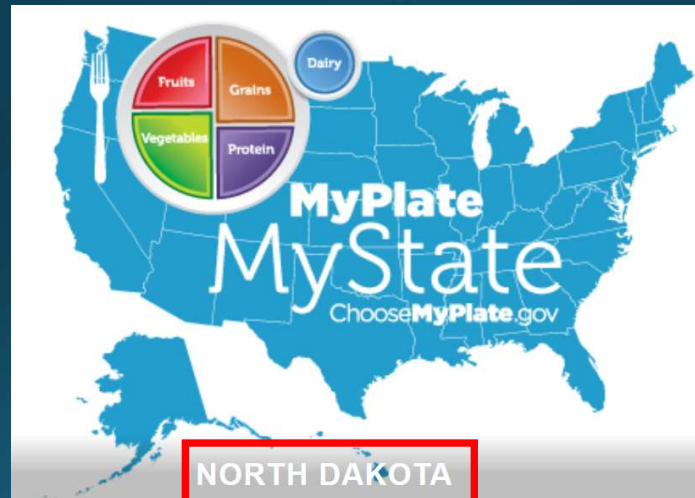 Dairy
Fruits
Grains
Vegetables
Protein
MyPlate
MyState
ChooseMyPlate.gov
NORTH DAKOTA